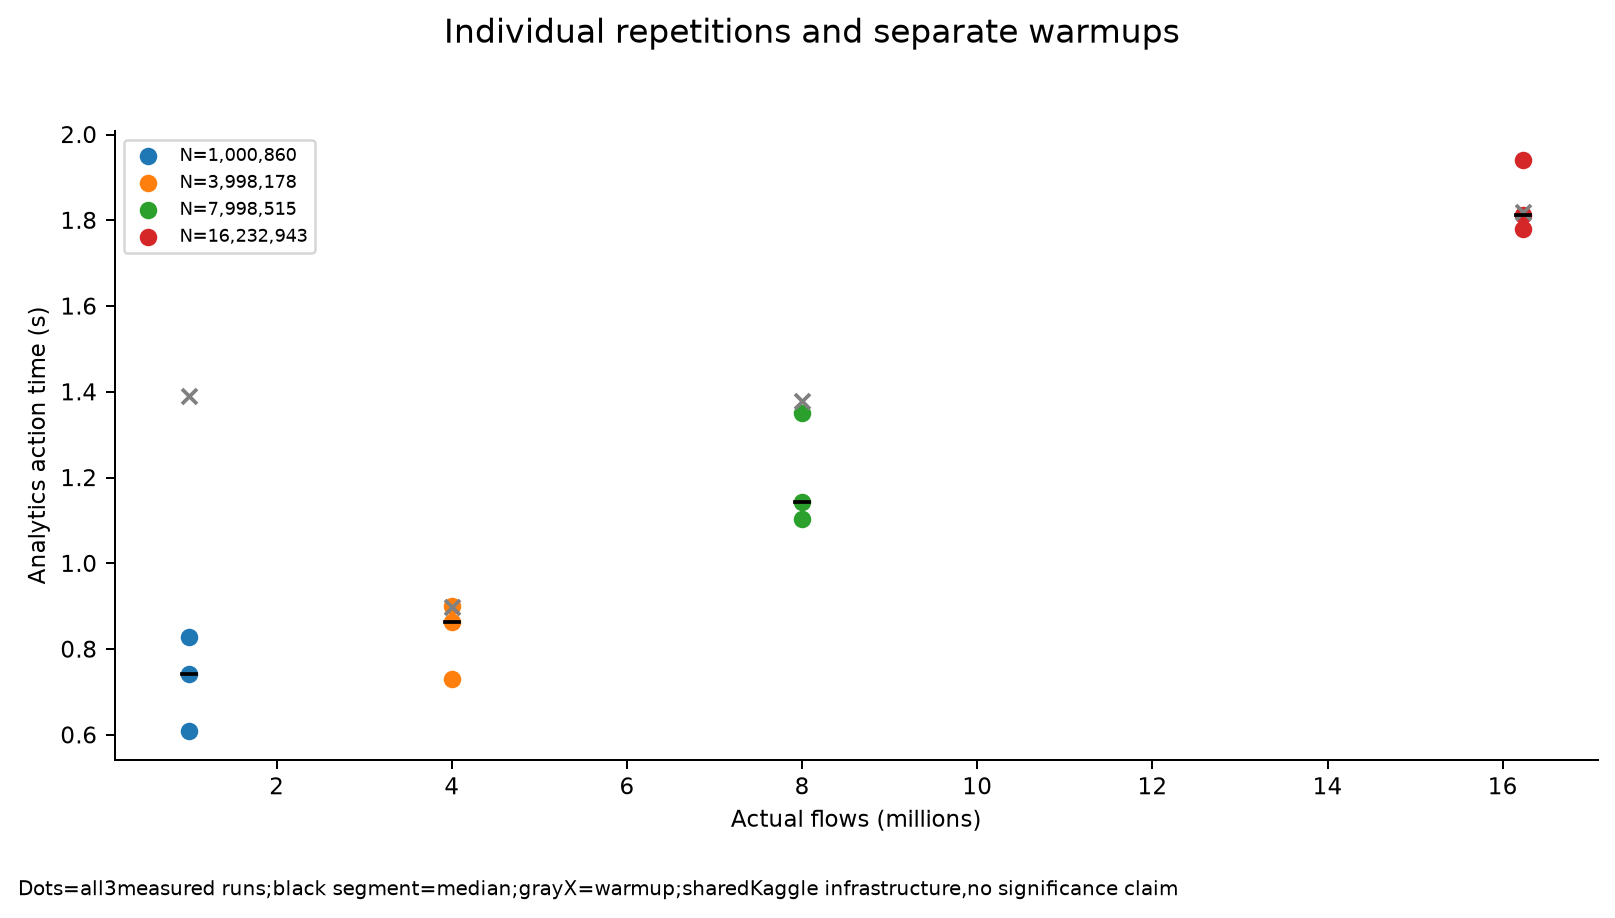 Individual repetitions and separate warmups
2.0
1.8
1.6
1.4
1.2
1.0
0.8
0.6
Analytics action time (s)
N=1,000,860
N=3,998,178
N=7,998,515
N=16,232,943
2 4 6 8 10 12 14 16
Actual flows (millions)
Dots=all3measured runs;black segment=median;grayX=warmup;sharedKaggle infrastructure,no significance claim